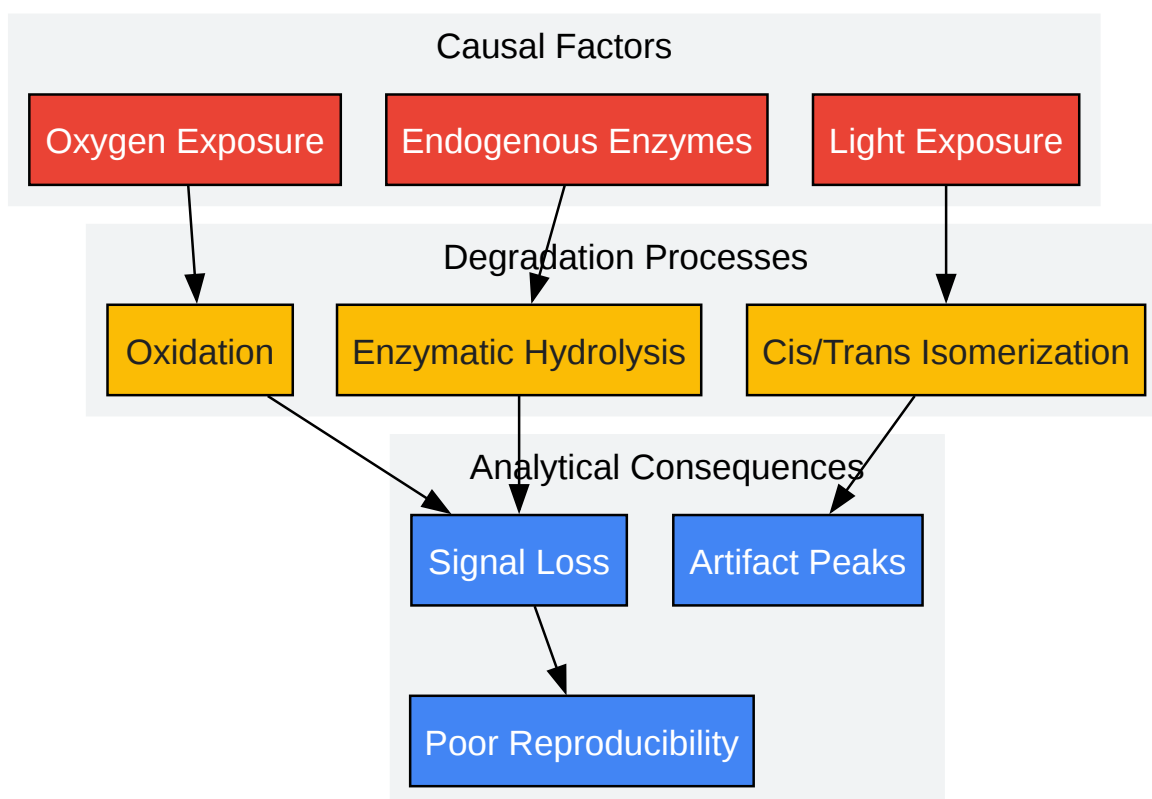 Causal Factors
Oxygen Exposure
Endogenous Enzymes
Light Exposure
Degradation Processes
Oxidation
Enzymatic Hydrolysis
Cis/Trans Isomerization
Analytical Consequences
Signal Loss
Artifact Peaks
Poor Reproducibility